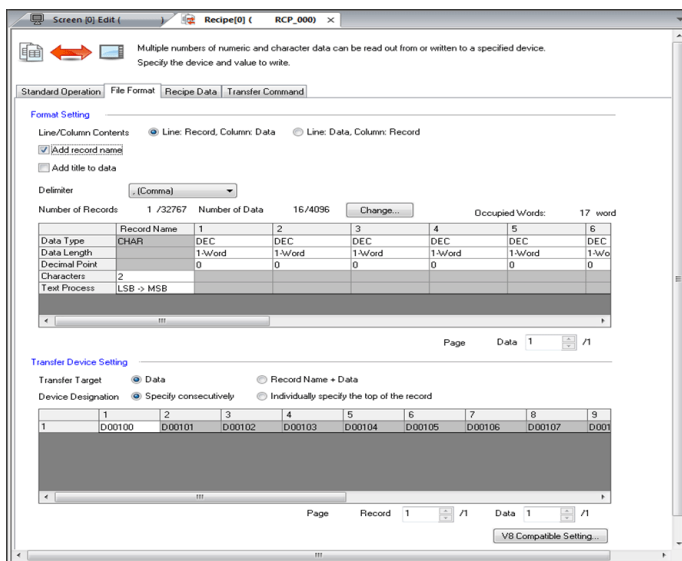 Screen [0] Edit ( )
Recipe[0] ( RCP_000) ×
Multiple numbers of numeric and character data can be read out from or written to a specified device.
Specify the device and value to write.
Standard Operation File Format Recipe Data Transfer Command
Format Setting
Line/Column Contents Line: Record, Column: Data Line: Data, Column: Record
Add record name
Add title to data
Delimiter , (Comma)
Number of Records 1 /32767 Number of Data 16/4096 Change... Occupied Words: 17 word
Record Name 1 2 3 4 5 6
Data Type CHAR DEC DEC DEC DEC DEC DEC
Data Length 1-Word 1-Word 1-Word 1-Word 1-Word 1-Wo
Decimal Point 0 0 0 0 0 0
Characters 2
Text Process LSB -> MSB
Page Data 1 /1
Transfer Device Setting
Transfer Target Data Record Name + Data
Device Designation Specify consecutively Individually specify the top of the record
1 2 3 4 5 6 7 8 9
1 D00100 D00101 D00102 D00103 D00104 D00105 D00106 D00107 D001
Page Record 1 /1 Data 1 /1
V8 Compatible Setting...